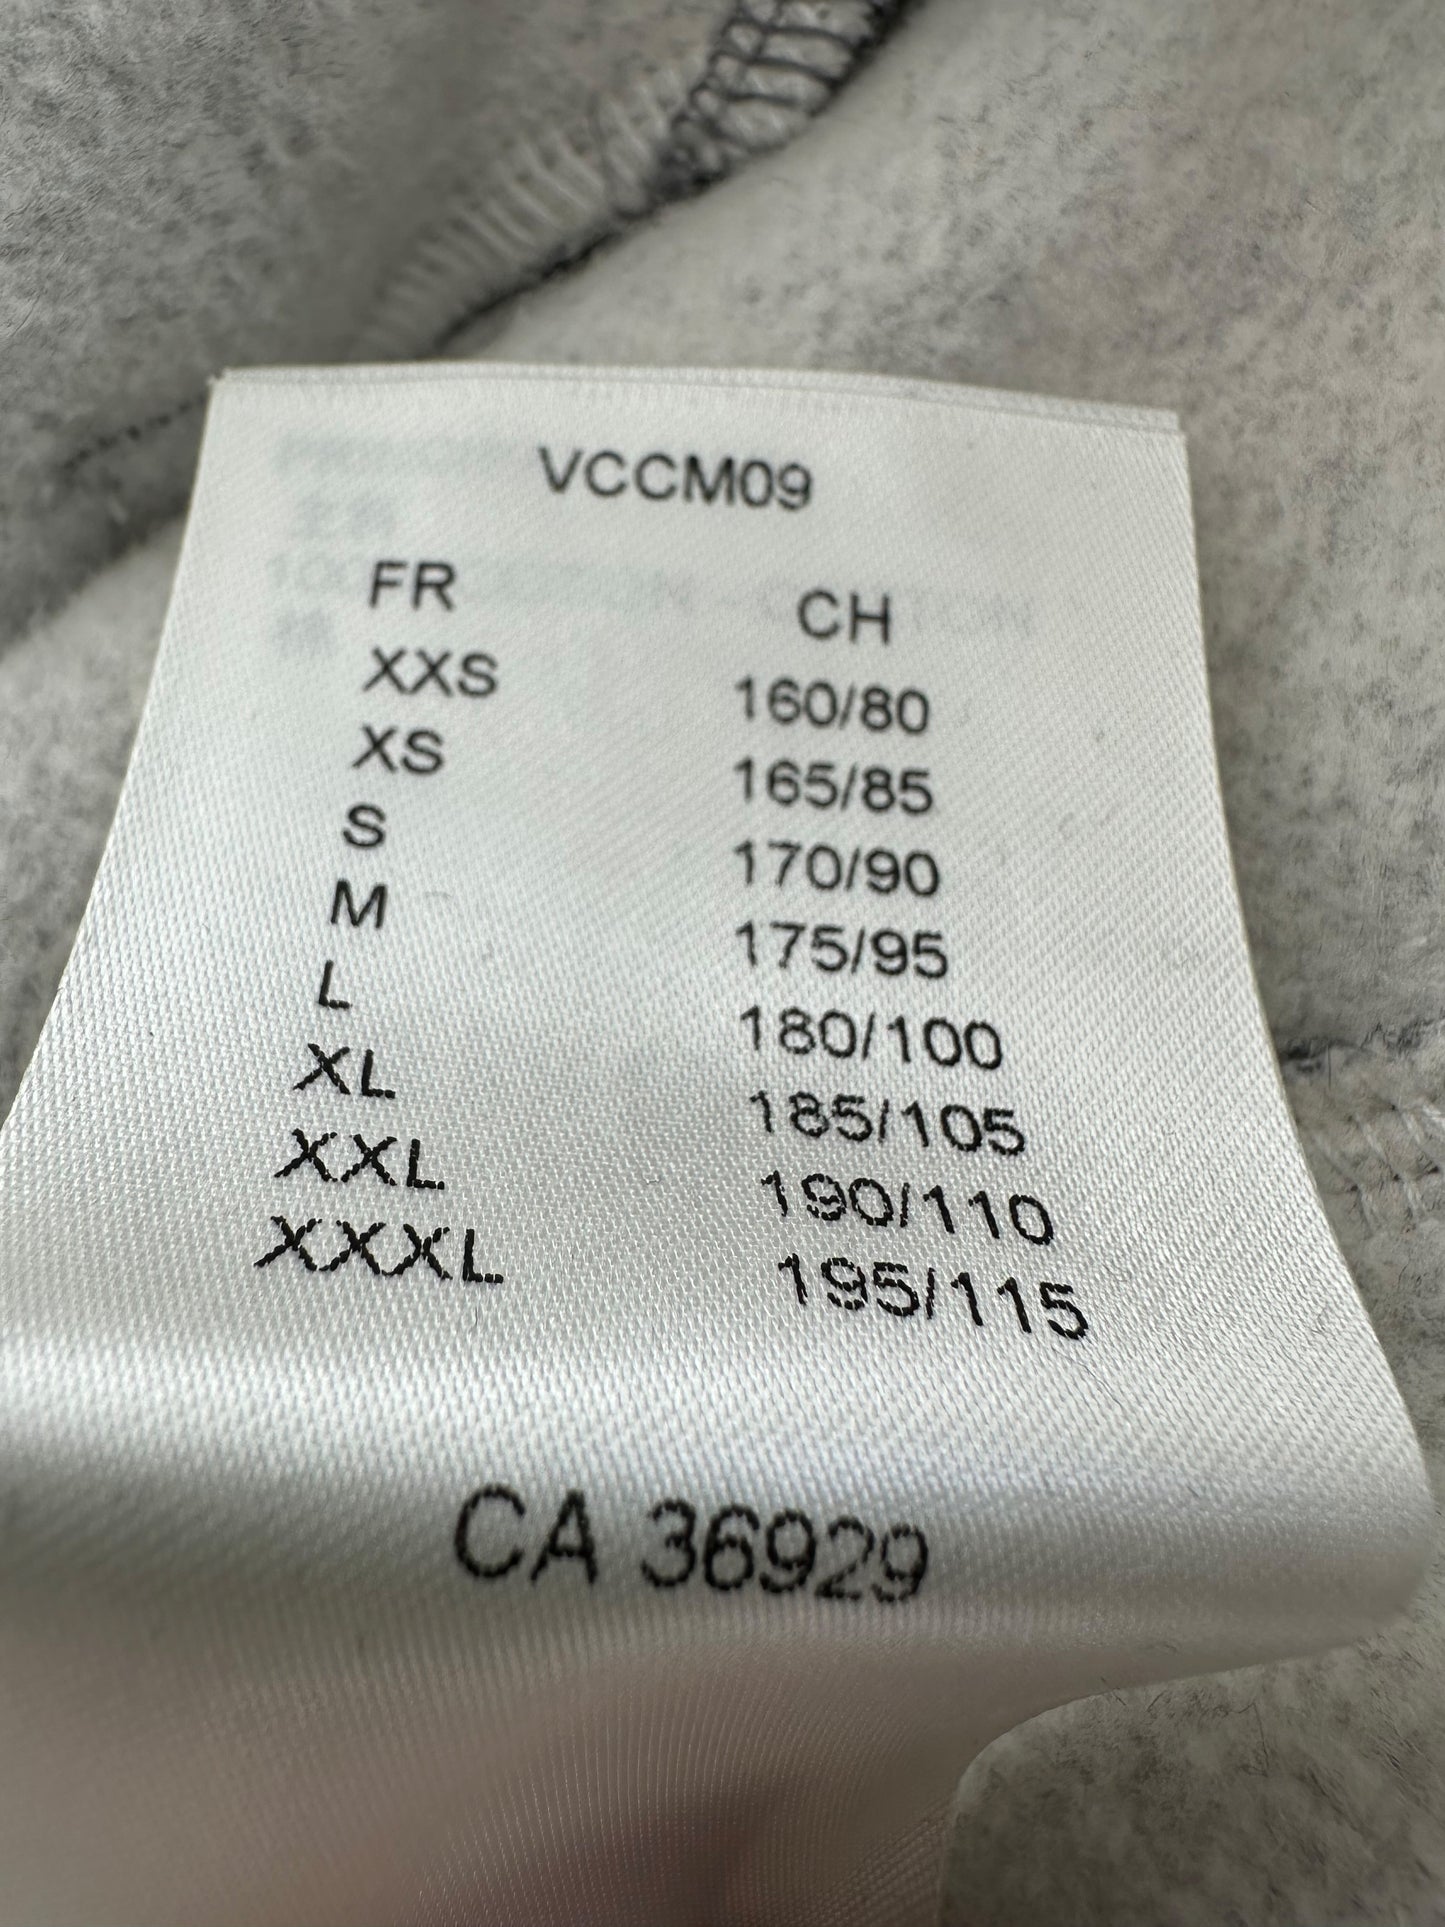 VCCM09
FR CH
XXS 160/80
XS 165/85
S 170/90
M 175/95
L 180/100
XL 185/105
XXL 190/110
XXXL 195/115
CA 36929